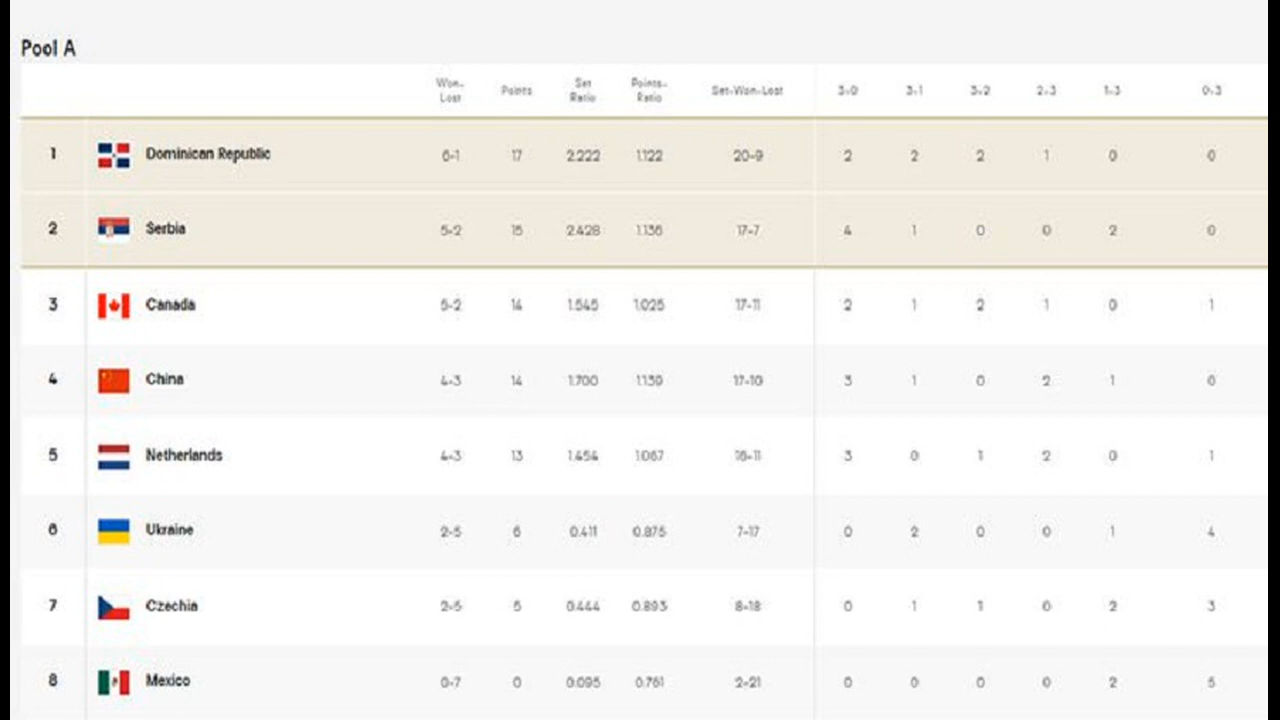 Pool A
Won-Lost Points Set Ratio Points-Ratio Set-Won-Lost 3-0 3-1 3-2 2-3 1-3 0-3
1 Dominican Republic 6-1 17 2.222 1.122 20-9 2 2 2 1 0 0
2 Serbia 5-2 15 2.428 1.136 17-7 4 1 0 0 2 0
3 Canada 5-2 14 1.545 1.025 17-11 2 1 2 1 0 1
4 China 4-3 14 1.700 1.139 17-10 3 1 0 2 1 0
5 Netherlands 4-3 13 1.454 1.067 16-11 3 0 1 2 0 1
6 Ukraine 2-5 6 0.411 0.875 7-17 0 2 0 0 1 4
7 Czechia 2-5 5 0.444 0.893 8-18 0 1 1 0 2 3
8 Mexico 0-7 0 0.095 0.761 2-21 0 0 0 0 2 5